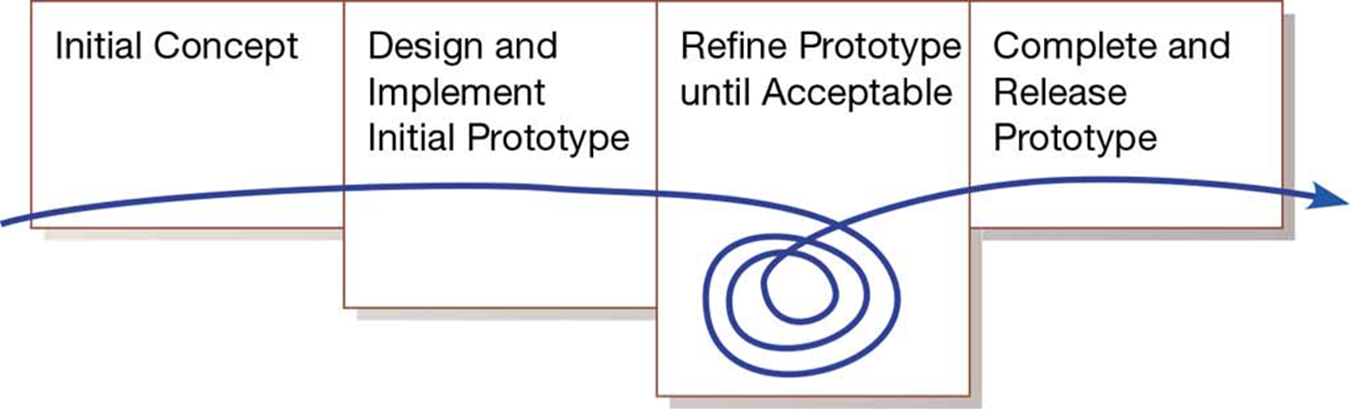 Initial Concept
Design and
Implement
Initial Prototype
Refine Prototype
until Acceptable
Complete and
Release
Prototype